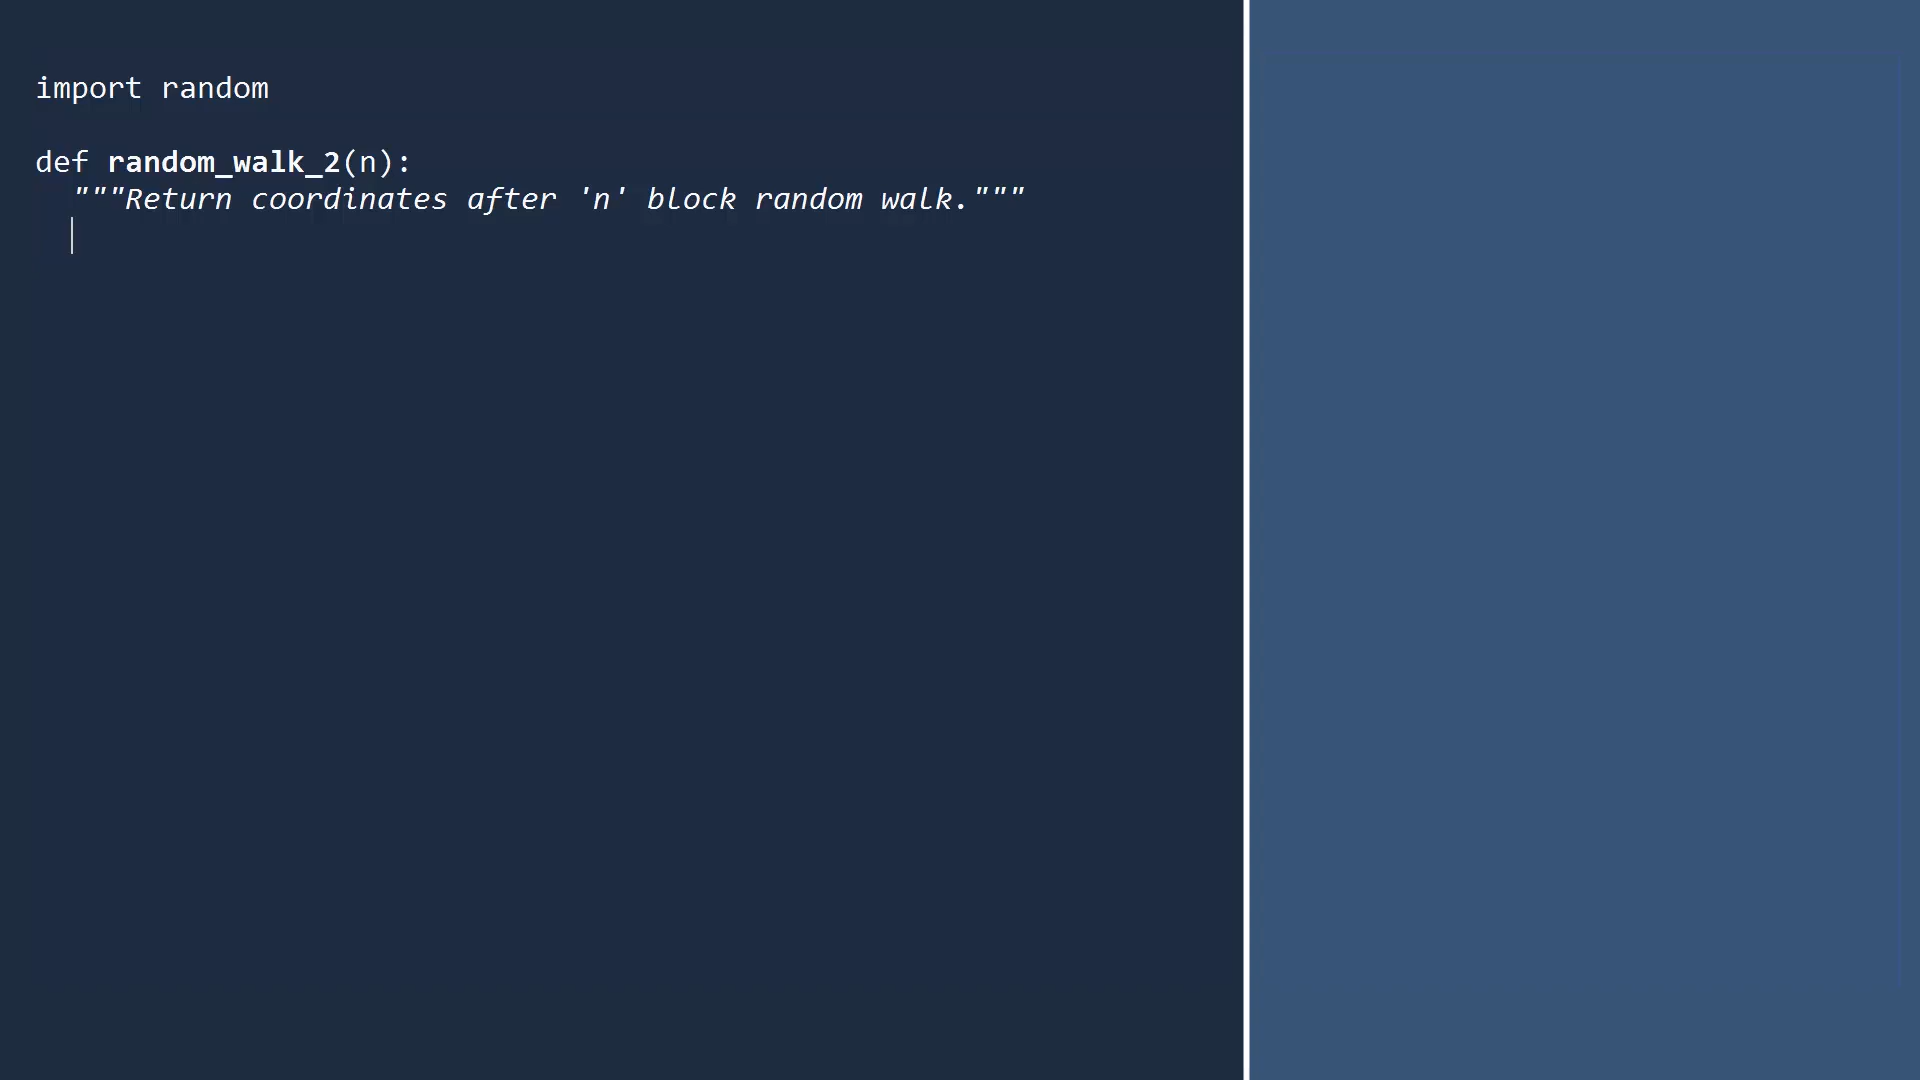 import random
def random_walk_2(n):
"""Return coordinates after 'n' block random walk."""